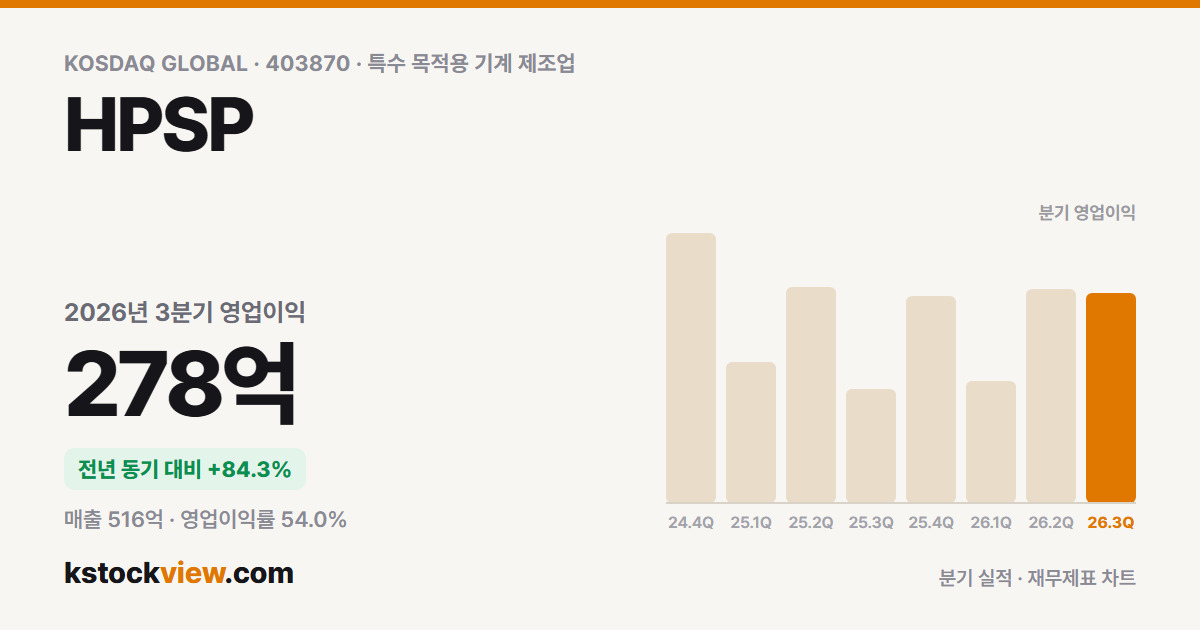 KOSDAQ GLOBAL · 403870 · 특수 목적용 기계 제조업
HPSP
분기 영업이익
2026년 3분기 영업이익
278억
전년 동기 대비 +84.3%
매출 516억 · 영업이익률 54.0%
24.4Q 25.1Q 25.2Q 25.3Q 25.4Q 26.1Q 26.2Q 26.3Q
kstockview.com
분기 실적 · 재무제표 차트